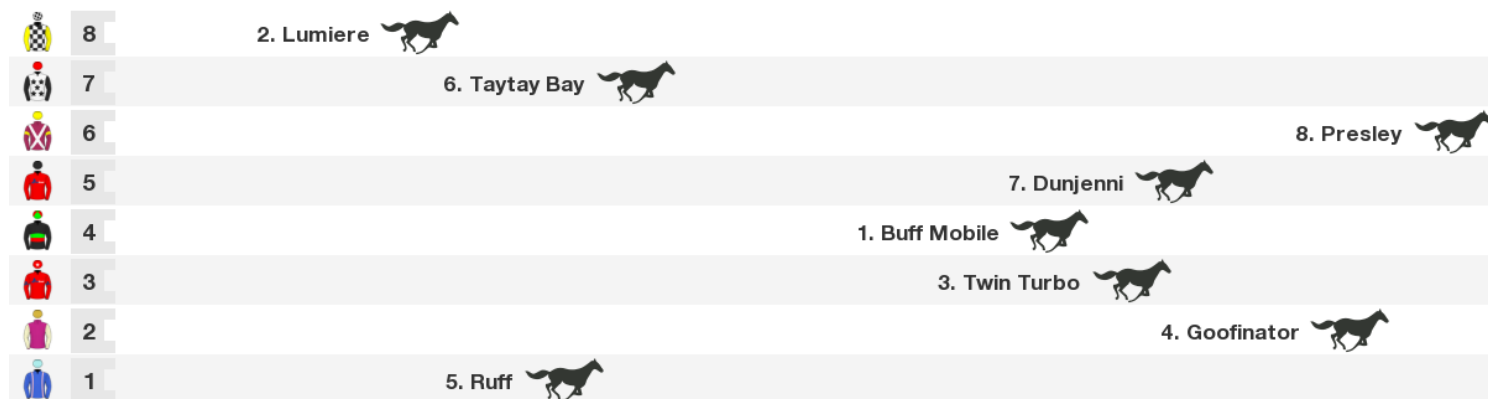 8 2. Lumiere
7 6. Taytay Bay
6 8. Presley
5 7. Dunjenni
4 1. Buff Mobile
3 3. Twin Turbo
2 4. Goofinator
1 5. Ruff